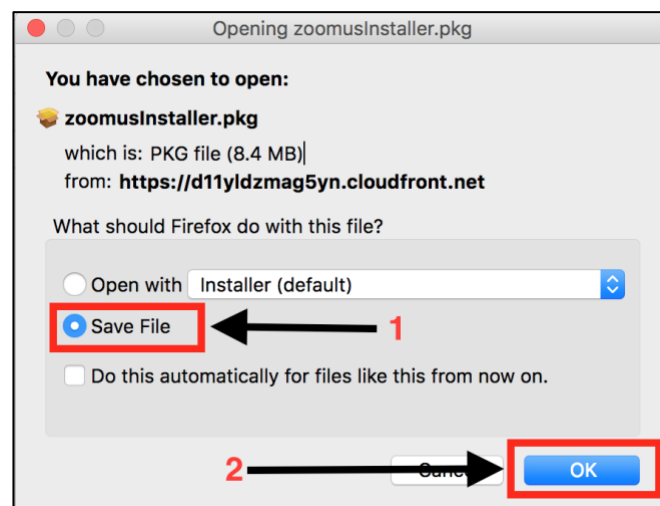 Opening zoomusInstaller.pkg
You have chosen to open:
zoomusInstaller.pkg
which is: PKG file (8.4 MB)
from: https://d11yldzmag5yn.cloudfront.net
What should Firefox do with this file?
Open with Installer (default)
Save File 1
Do this automatically for files like this from now on.
2 Cancel OK